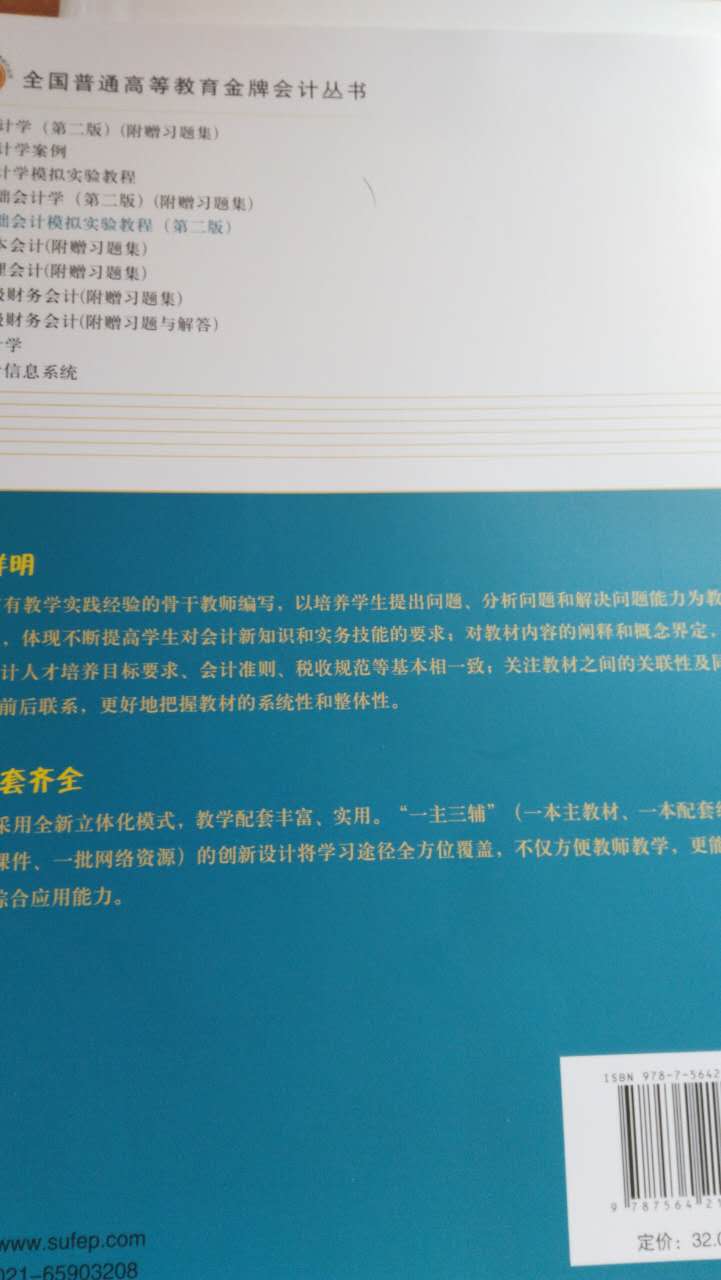 全国普通高等教育金牌会计丛书
计学（第二版）(附赠习题集)
计学案例
计学模拟实验教程
础会计学（第二版）(附赠习题集)
础会计模拟实验教程（第二版）
本会计(附赠习题集)
理会计(附赠习题集)
级财务会计(附赠习题集)
级财务会计(附赠习题与解答)
计学
信息系统
鲜明
有教学实践经验的骨干教师编写，以培养学生提出问题、分析问题和解决问题能力为教
，体现不断提高学生对会计新知识和实务技能的要求；对教材内容的阐释和概念界定，
计人才培养目标要求、会计准则、税收规范等基本相一致；关注教材之间的关联性及同
前后联系，更好地把握教材的系统性和整体性。
套齐全
采用全新立体化模式，教学配套丰富、实用。“一主三辅”（一本主教材、一本配套教
课件、一批网络资源）的创新设计将学习途径全方位覆盖，不仅方便教师教学，更能
综合应用能力。
ISBN 978-7-5642
9 787564 21
定价：32.0
www.sufep.com
021-65903208